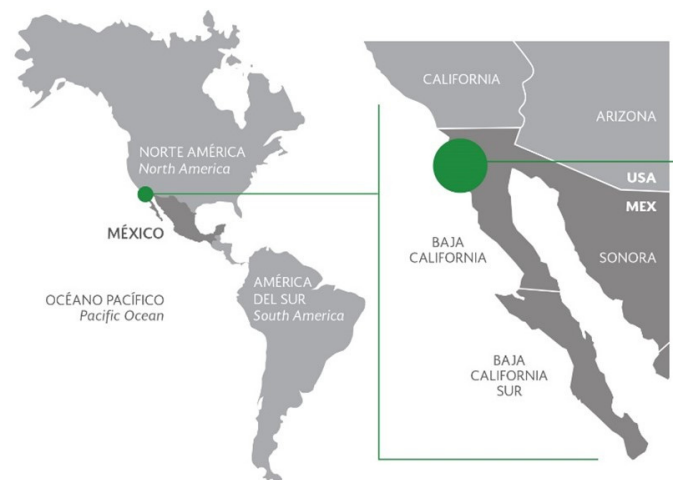 NORTE AMÉRICA
North America
MÉXICO
OCÉANO PACÍFICO
Pacific Ocean
AMÉRICA
DEL SUR
South America
CALIFORNIA
ARIZONA
USA
MEX
BAJA
CALIFORNIA
SONORA
BAJA
CALIFORNIA
SUR